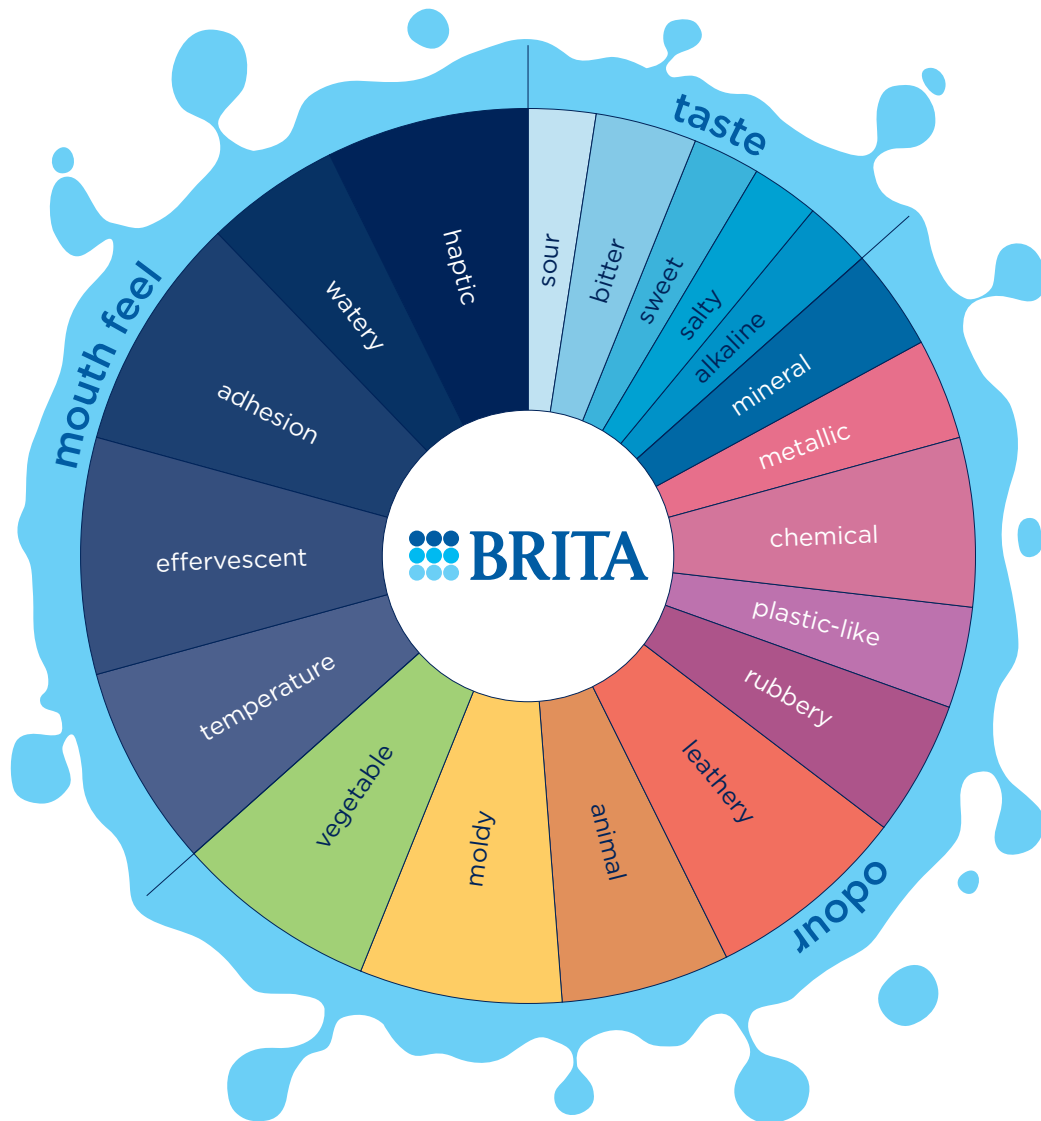 taste
sour
bitter
sweet
salty
alkaline
odour
mineral
metallic
chemical
plastic-like
rubbery
leathery
animal
moldy
vegetable
mouth feel
temperature
effervescent
adhesion
watery
haptic
BRITA